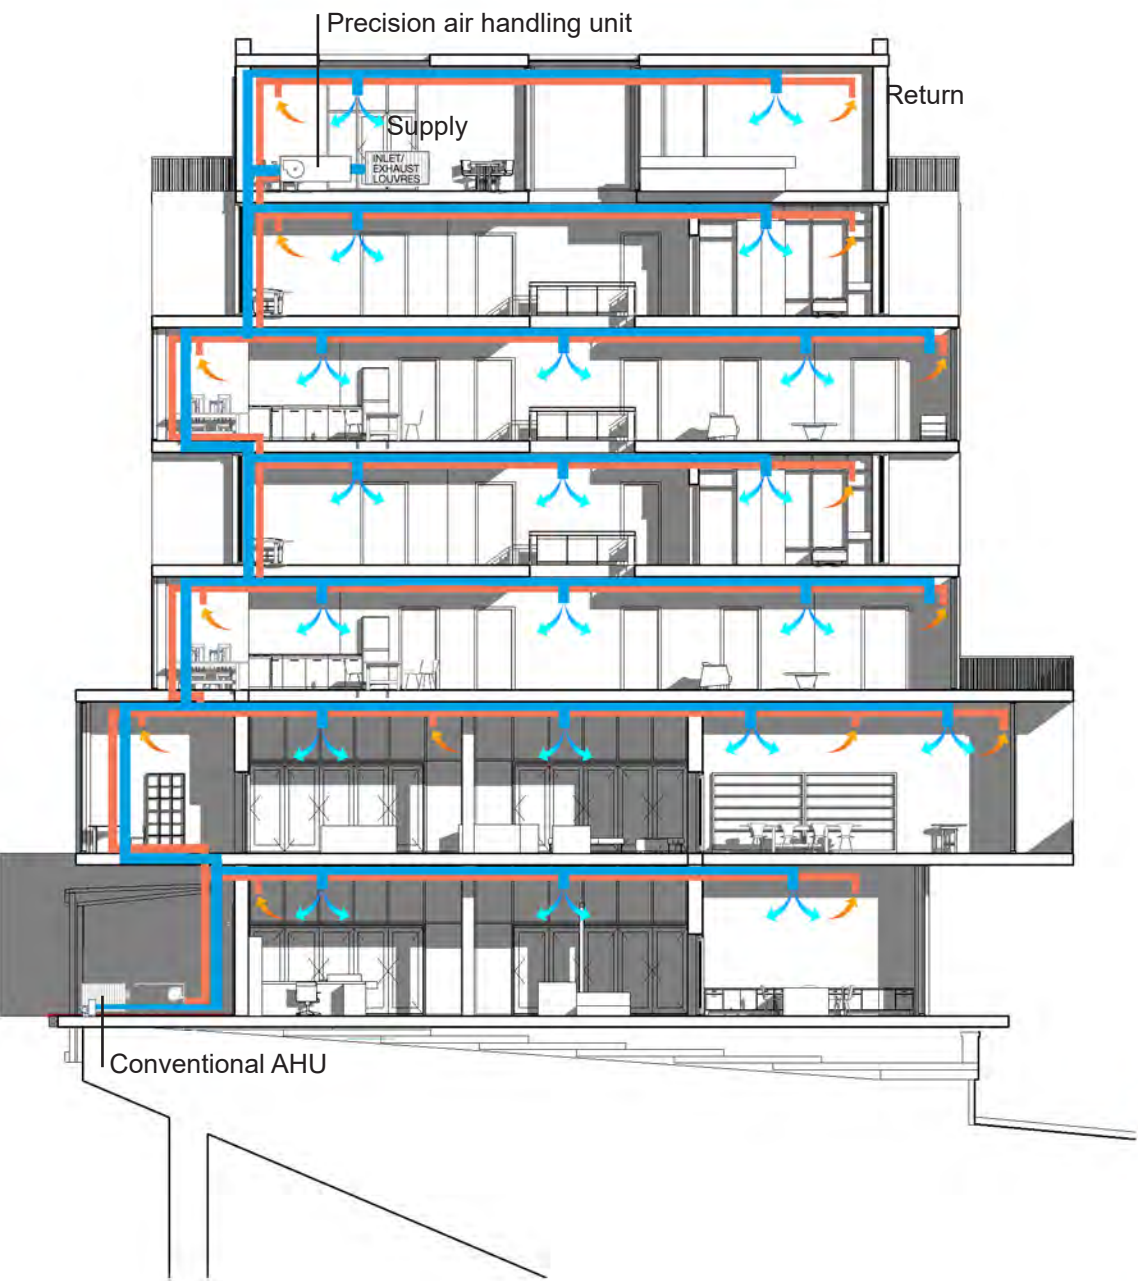 Precision air handling unit
Return
Supply
INLET/
EXHAUST
LOUVRES
Conventional AHU